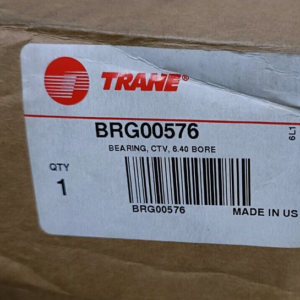 TRANE
BRG00576
BEARING, CTV, 6.40 BORE
6L1
QTY
1
BRG00576
MADE IN US